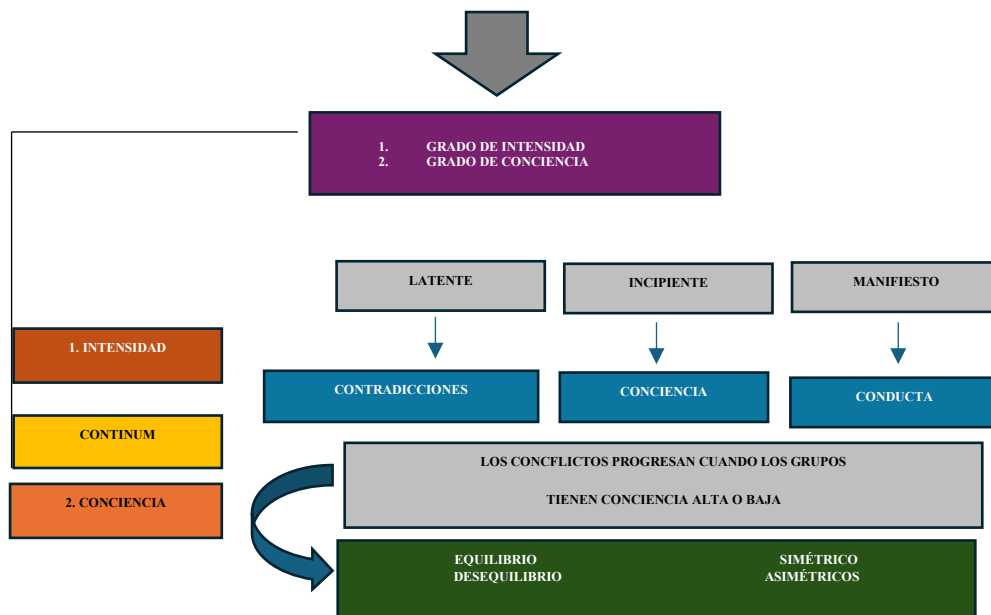 1. GRADO DE INTENSIDAD
2. GRADO DE CONCIENCIA
LATENTE
INCIPIENTE
MANIFIESTO
1. INTENSIDAD
CONTRADICCIONES
CONCIENCIA
CONDUCTA
CONTINUM
LOS CONCFLICTOS PROGRESAN CUANDO LOS GRUPOS
TIENEN CONCIENCIA ALTA O BAJA
2. CONCIENCIA
EQUILIBRIO SIMÉTRICO
DESEQUILIBRIO ASIMÉTRICOS